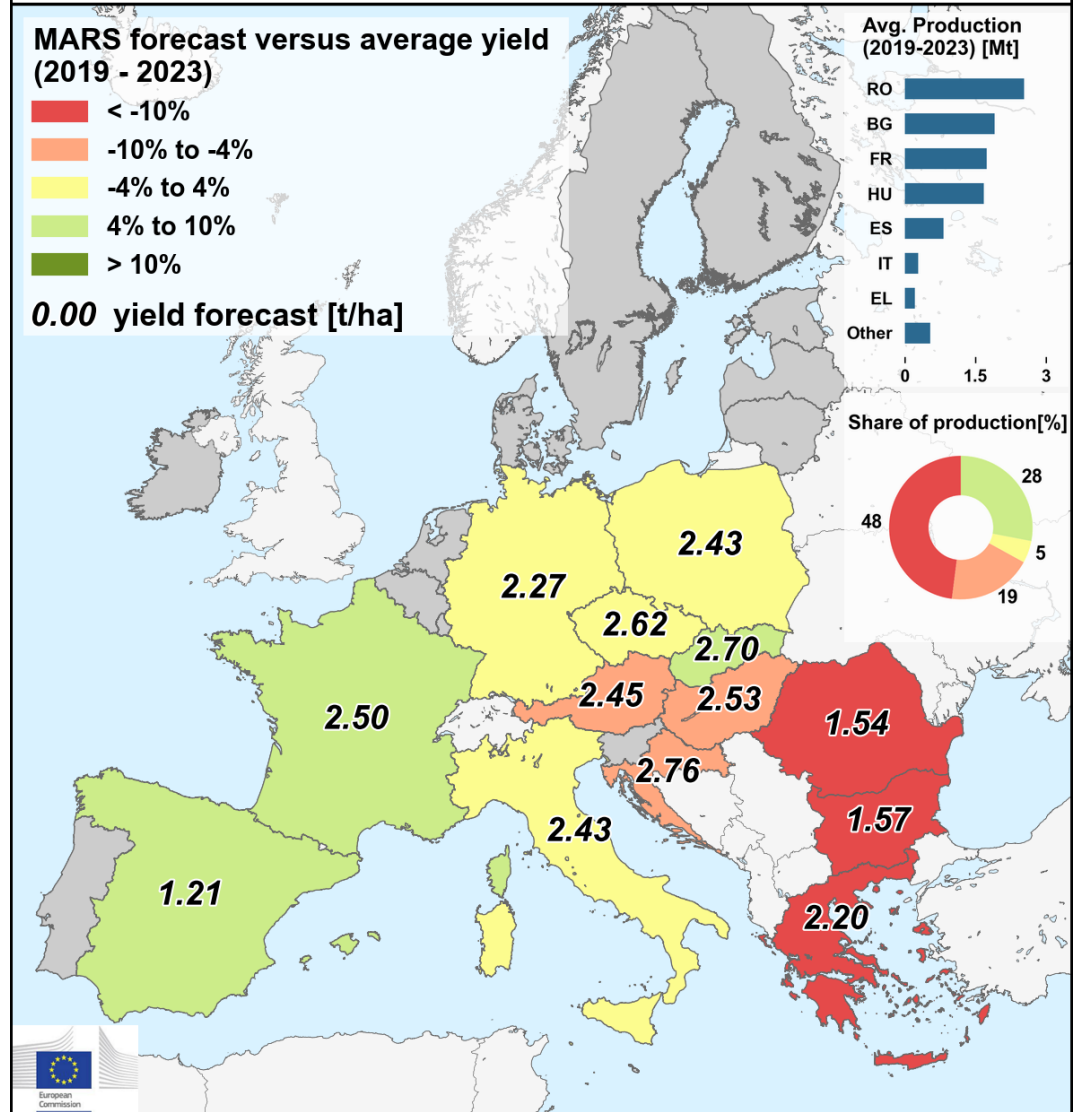 MARS forecast versus average yield
(2019 - 2023)
< -10%
-10% to -4%
-4% to 4%
4% to 10%
> 10%
0.00 yield forecast [t/ha]
Avg. Production
(2019-2023) [Mt]
RO
BG
FR
HU
ES
IT
EL
Other
0 1.5 3
Share of production[%]
28
48
5
19
2.43
2.27
2.62
2.70
2.45
2.53
2.50
1.54
2.76
1.57
2.43
1.21
2.20
European
Commission